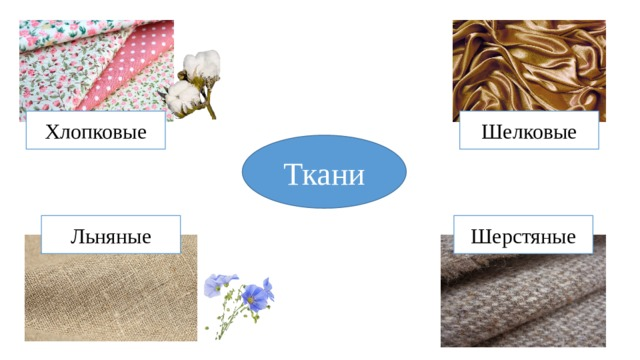 Хлопковые
Шелковые
Ткани
Льняные
Шерстяные